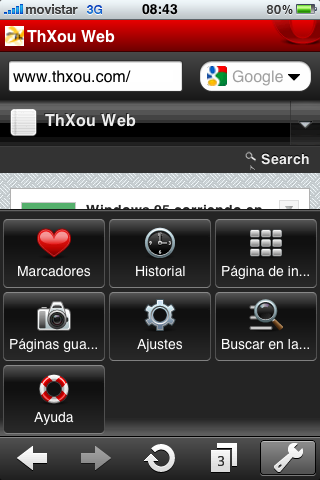 movistar 3G 08:43 80%
ThXou Web
www.thxou.com/ Google
ThXou Web
Search
Windows 95 corriendo en
Marcadores Historial Página de in...
Páginas gua... Ajustes Buscar en la...
Ayuda
3